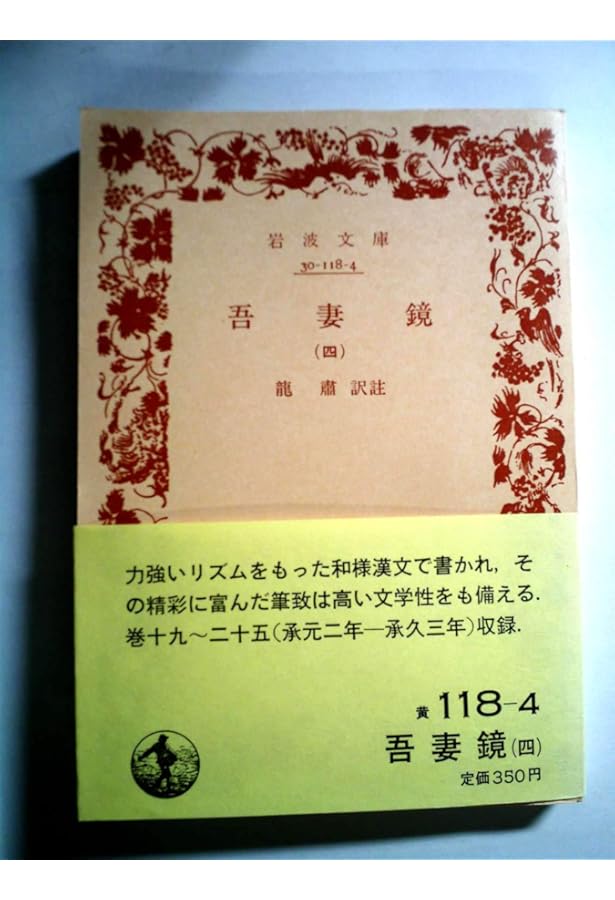 岩波文庫
30-118-4
吾妻鏡
(四)
龍肅訳註
力強いリズムをもった和様漢文で書かれ，そ
の精彩に富んだ筆致は高い文学性をも備える．
巻十九〜二十五(承元二年―承久三年)収録．
黄 118-4
吾妻鏡(四)
定価350円